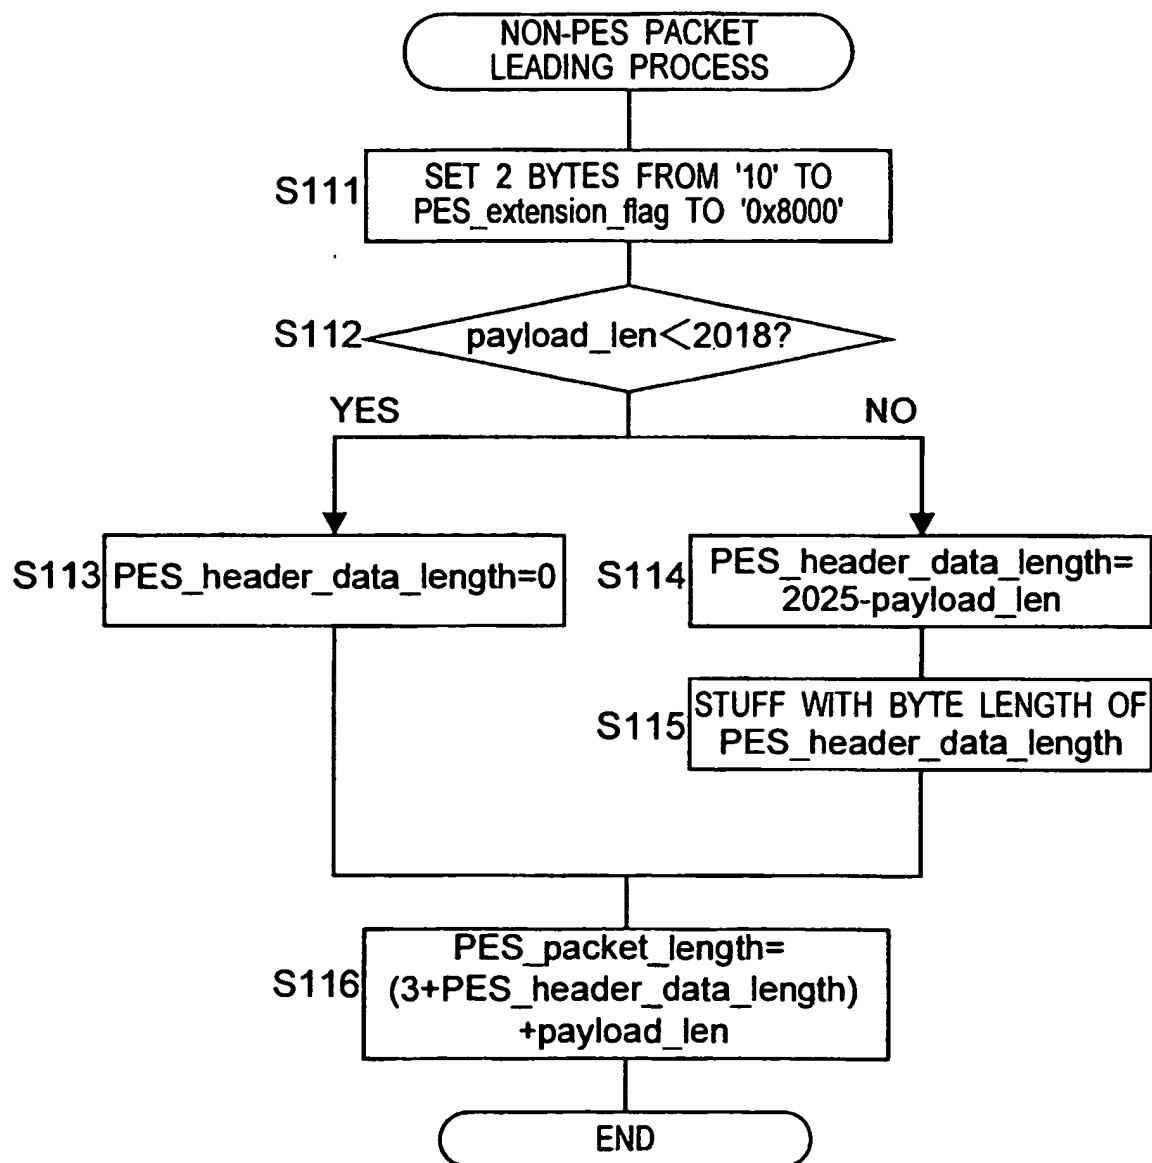 NON-PES PACKET
LEADING PROCESS
S111
SET 2 BYTES FROM '10' TO
PES_extension_flag TO '0x8000'
S112
payload_len<2018?
YES
NO
S113
PES_header_data_length=0
S114
PES_header_data_length=
2025-payload_len
S115
STUFF WITH BYTE LENGTH OF
PES_header_data_length
S116
PES_packet_length=
(3+PES_header_data_length)
+payload_len
END